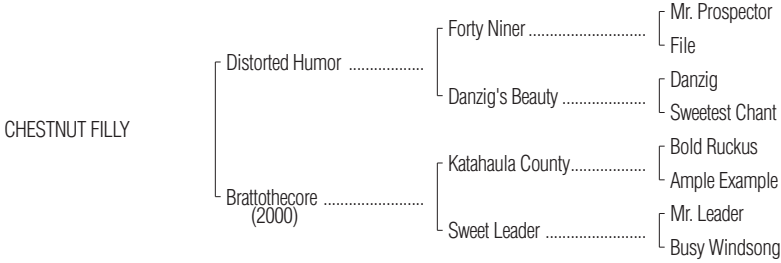 Mr. Prospector
Forty Niner ..............................
File
Distorted Humor ..................
Danzig
Danzig's Beauty .....................
Sweetest Chant
CHESTNUT FILLY
Bold Ruckus
Katahaula County...................
Ample Example
Brattothecore ........................
(2000)
Mr. Leader
Sweet Leader .........................
Busy Windsong